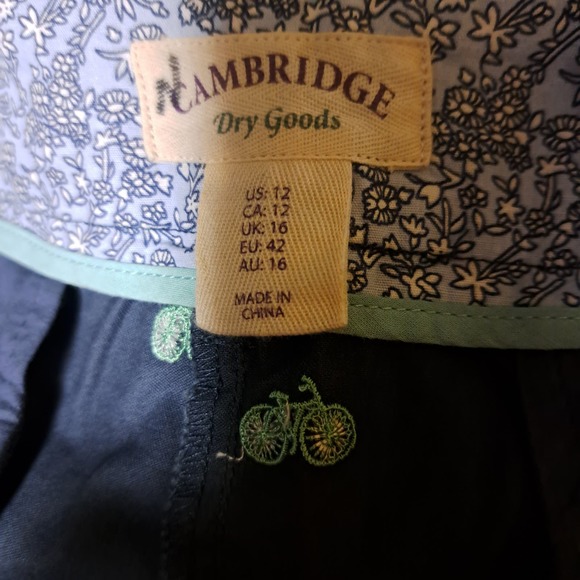 CAMBRIDGE
Dry Goods
US: 12
CA: 12
UK: 16
EU: 42
AU: 16
MADE IN
CHINA